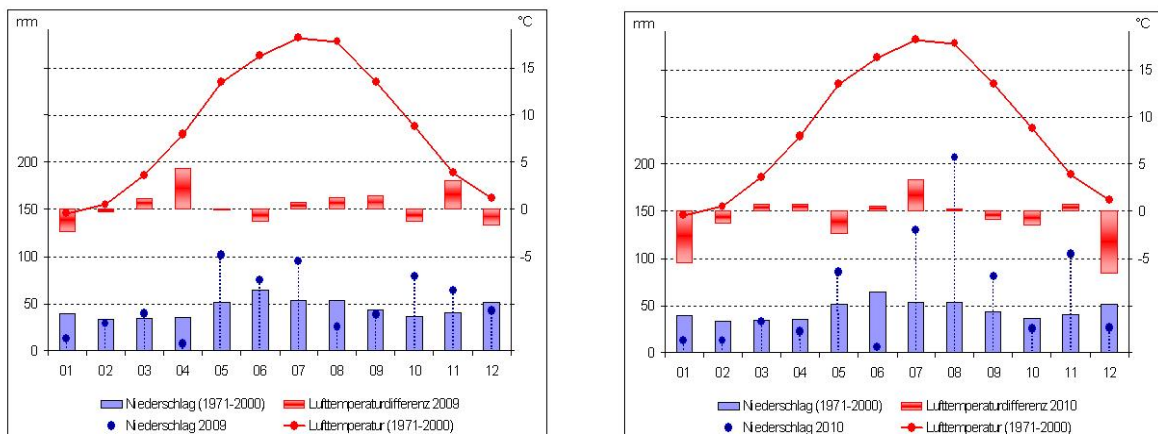 mm °C
15
10
200 5
150 0
100 -5
50
0
01 02 03 04 05 06 07 08 09 10 11 12
Niederschlag (1971-2000) Lufttemperaturdifferenz 2009
Niederschlag 2009 Lufttemperatur (1971-2000)
mm °C
15
10
200 5
150 0
100 -5
50
0
01 02 03 04 05 06 07 08 09 10 11 12
Niederschlag (1971-2000) Lufttemperaturdifferenz 2010
Niederschlag 2010 Lufttemperatur (1971-2000)